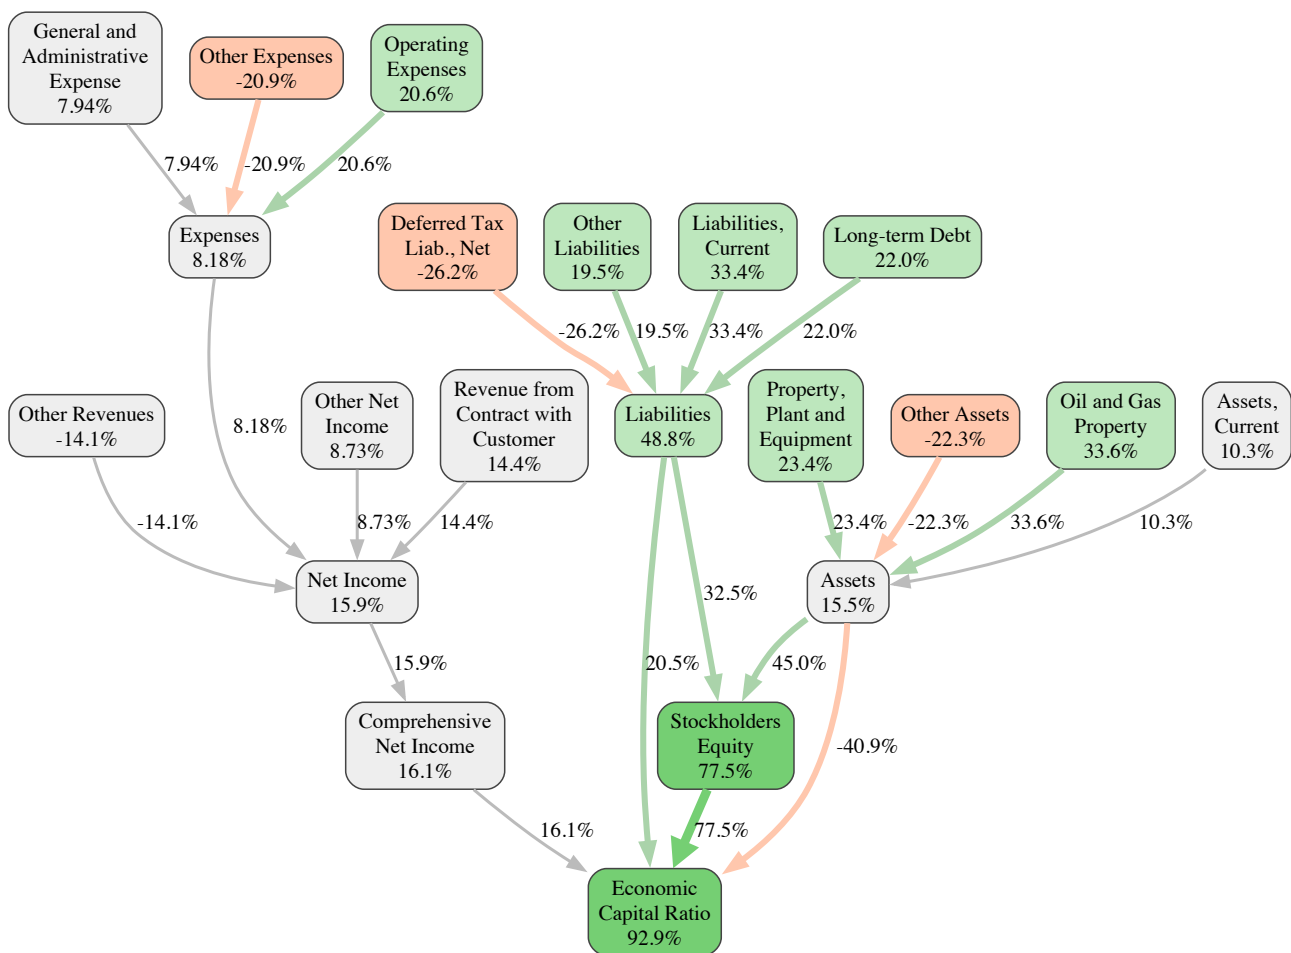 General and
Administrative
Expense
7.94%
Other Expenses
-20.9%
Operating
Expenses
20.6%
7.94%
-20.9%
20.6%
Expenses
8.18%
Deferred Tax
Liab., Net
-26.2%
Other
Liabilities
19.5%
Liabilities,
Current
33.4%
Long-term Debt
22.0%
-26.2%
19.5%
33.4%
22.0%
Other Revenues
-14.1%
8.18%
Other Net
Income
8.73%
Revenue from
Contract with
Customer
14.4%
Liabilities
48.8%
Property,
Plant and
Equipment
23.4%
Other Assets
-22.3%
Oil and Gas
Property
33.6%
Assets,
Current
10.3%
-14.1%
8.73%
14.4%
23.4%
-22.3%
33.6%
10.3%
Net Income
15.9%
32.5%
Assets
15.5%
15.9%
20.5%
45.0%
Comprehensive
Net Income
16.1%
Stockholders
Equity
77.5%
-40.9%
16.1%
77.5%
Economic
Capital Ratio
92.9%